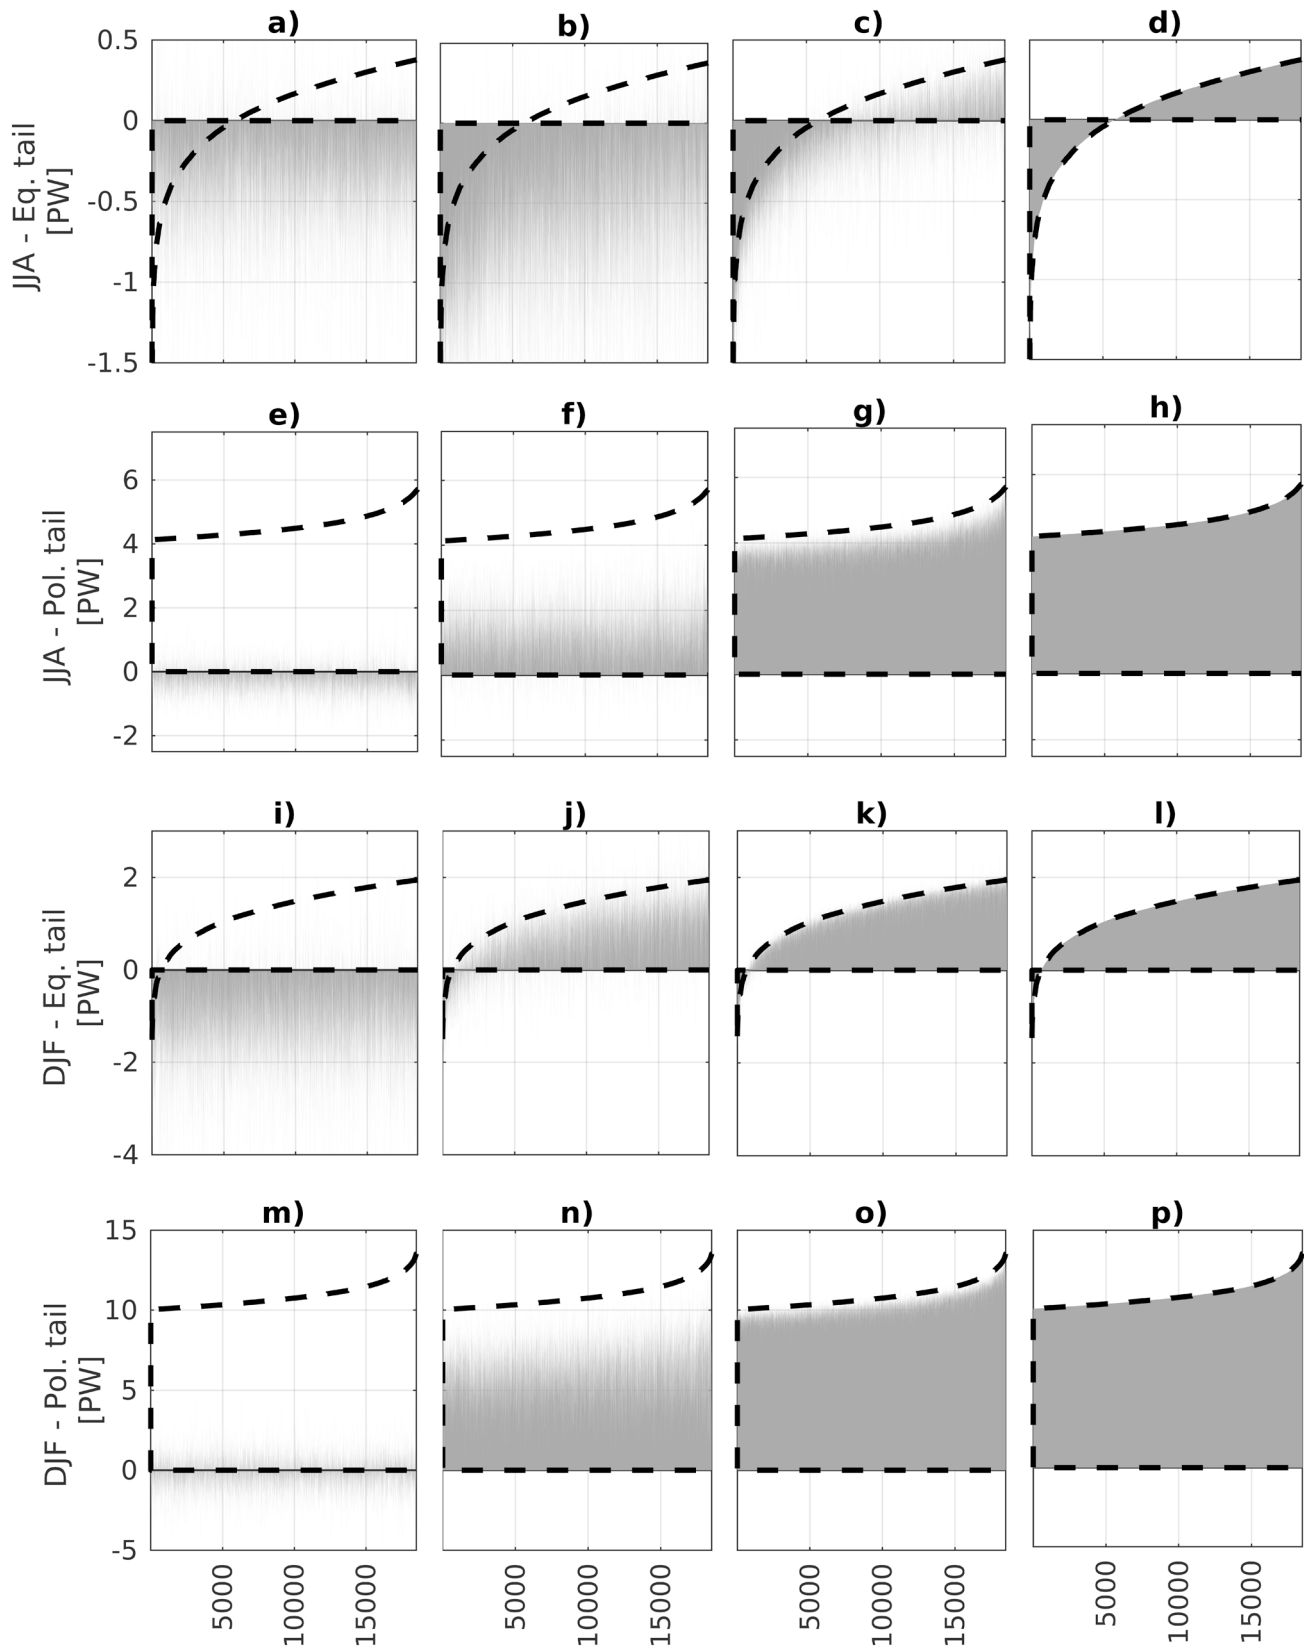 a) b) c) d)
0.5
0
-0.5
-1
-1.5
JJA - Eq. tail
[PW]
e) f) g) h)
6
4
2
0
-2
JJA - Pol. tail
[PW]
i) j) k) l)
2
0
-2
-4
DJF - Eq. tail
[PW]
m) n) o) p)
15
10
5
0
-5
DJF - Pol. tail
[PW]
5000 10000 15000 5000 10000 15000 5000 10000 15000 5000 10000 15000